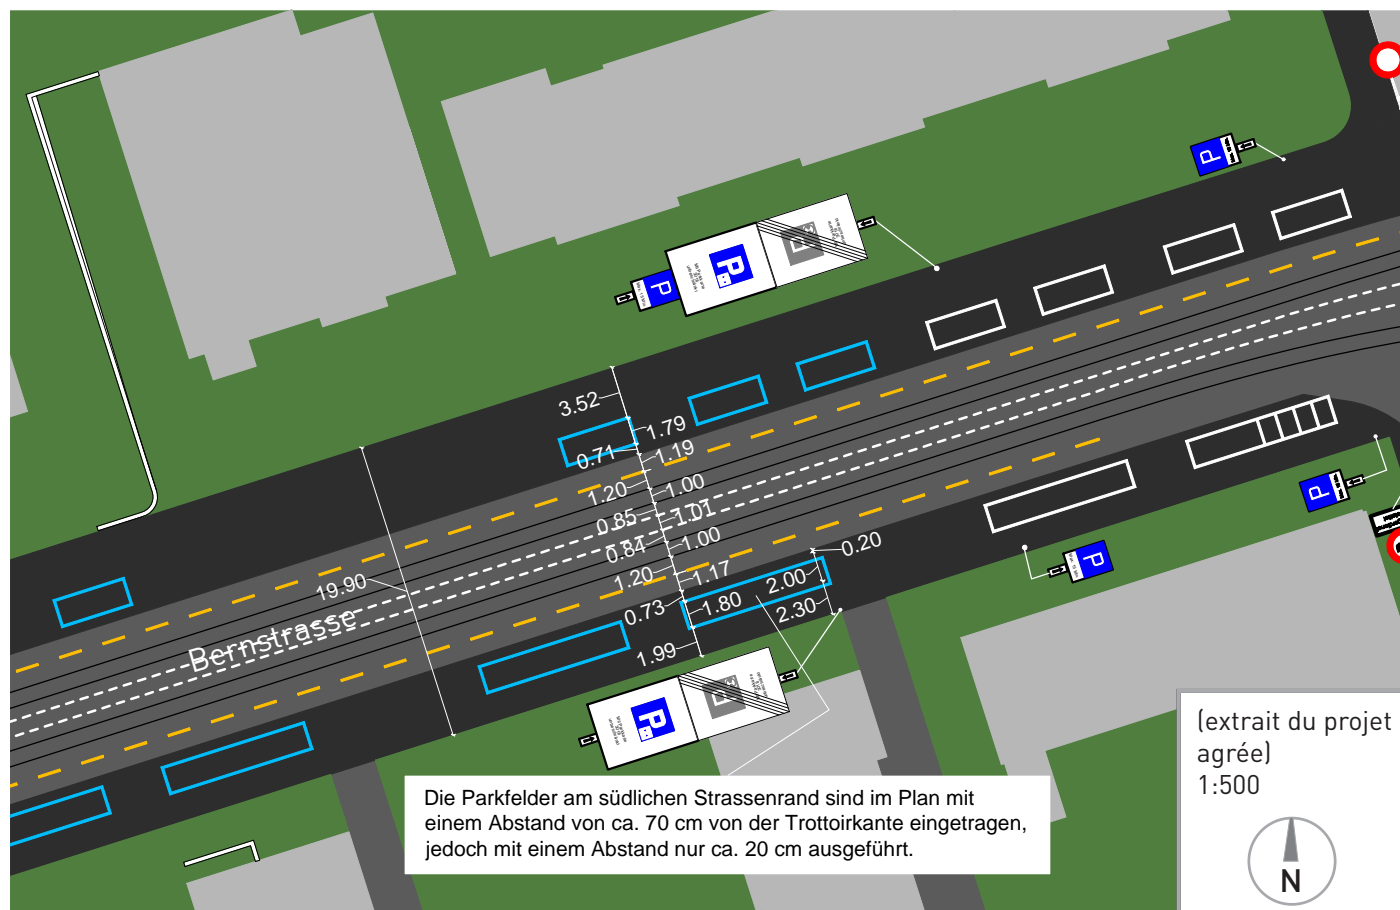 P
P
P
P
3.52
1.79
0.71
1.19
1.20
1.00
0.85
1.01
0.84
1.00
0.20
1.20
1.17
2.00
19.90
0.73
1.80
2.30
1.99
Bernstrasse
P
P
P
Die Parkfelder am südlichen Strassenrand sind im Plan mit
einem Abstand von ca. 70 cm von der Trottoirkante eingetragen,
jedoch mit einem Abstand nur ca. 20 cm ausgeführt.
(extrait du projet
agrée)
1:500
N